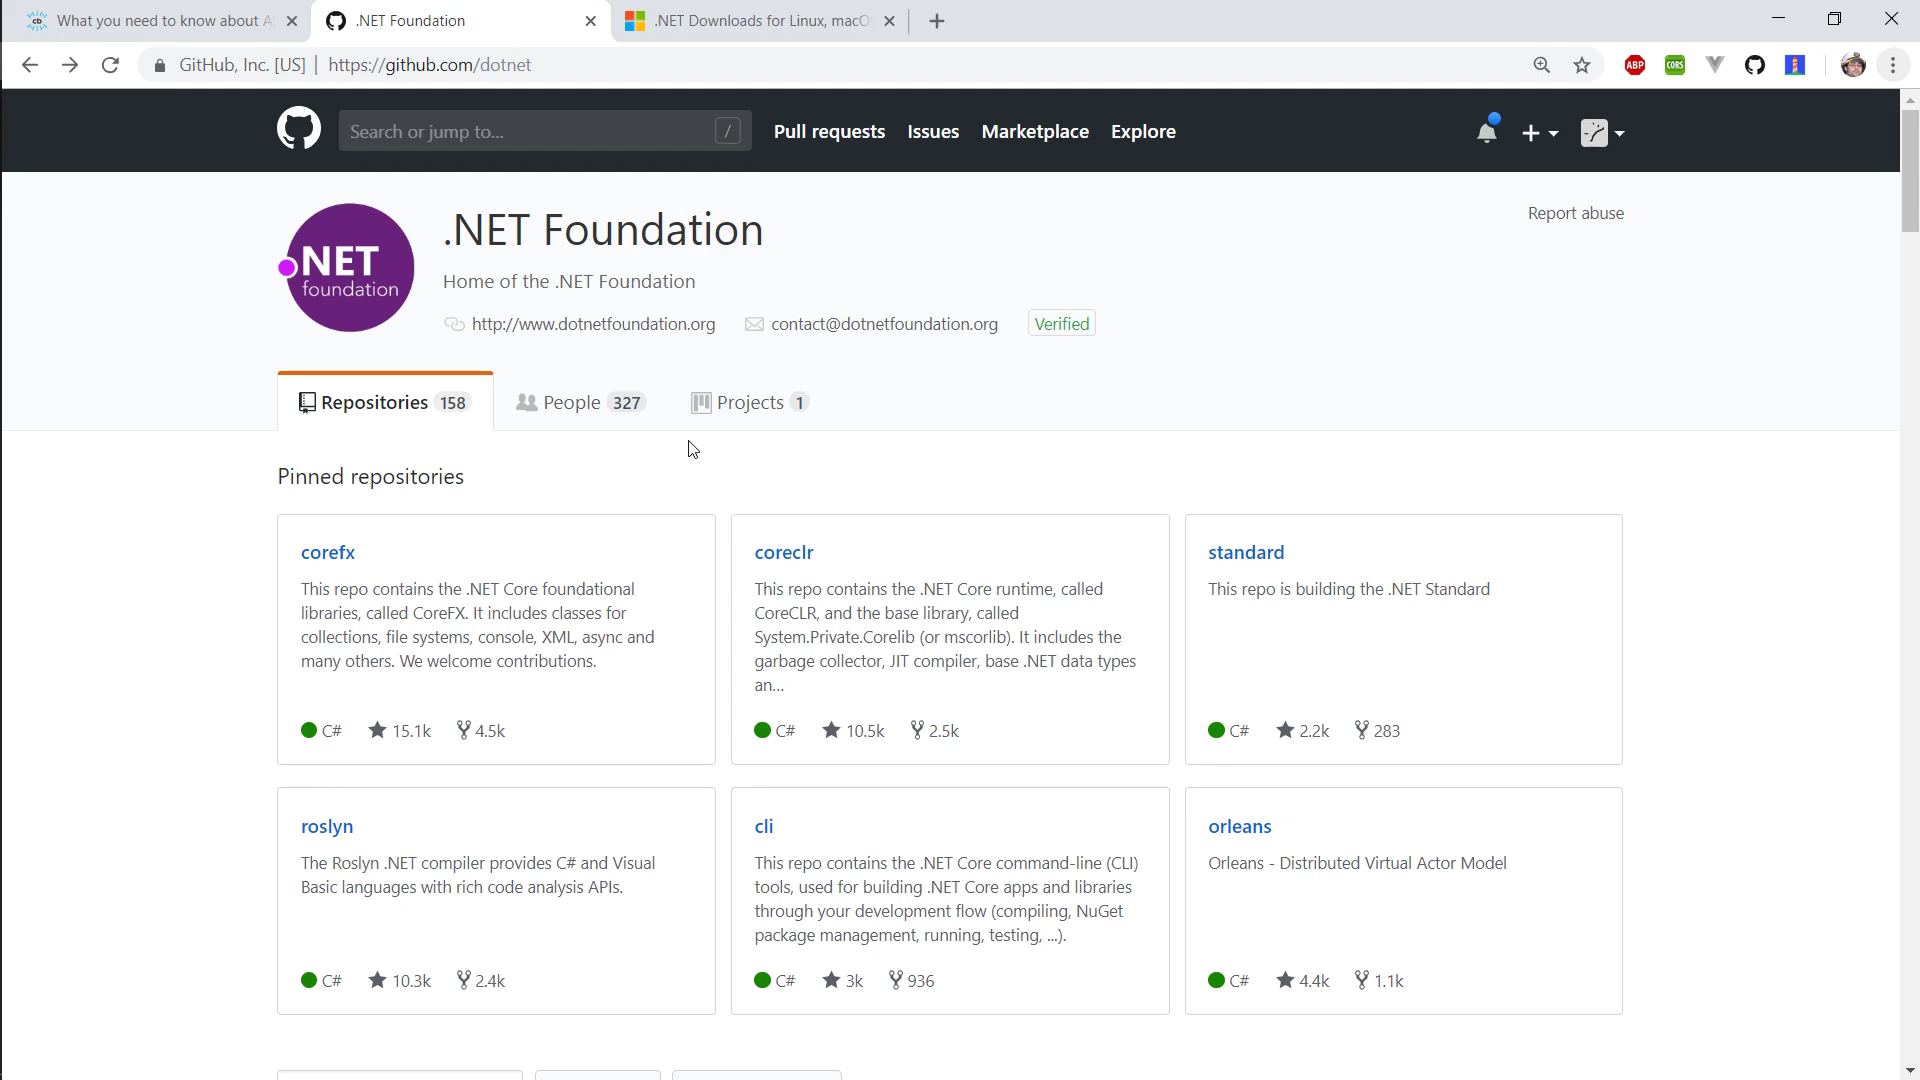 cb What you need to know about A
.NET Foundation
.NET Downloads for Linux, macO
GitHub, Inc. [US] | https://github.com/dotnet
ABP
CORS
Search or jump to...
/
Pull requests
Issues
Marketplace
Explore
.NET
foundation
.NET Foundation
Report abuse
Home of the .NET Foundation
http://www.dotnetfoundation.org
contact@dotnetfoundation.org
Verified
Repositories 158
People 327
Projects 1
Pinned repositories
corefx
This repo contains the .NET Core foundational
libraries, called CoreFX. It includes classes for
collections, file systems, console, XML, async and
many others. We welcome contributions.
C# 15.1k 4.5k
coreclr
This repo contains the .NET Core runtime, called
CoreCLR, and the base library, called
System.Private.Corelib (or mscorlib). It includes the
garbage collector, JIT compiler, base .NET data types
an...
C# 10.5k 2.5k
standard
This repo is building the .NET Standard
C# 2.2k 283
roslyn
The Roslyn .NET compiler provides C# and Visual
Basic languages with rich code analysis APIs.
C# 10.3k 2.4k
cli
This repo contains the .NET Core command-line (CLI)
tools, used for building .NET Core apps and libraries
through your development flow (compiling, NuGet
package management, running, testing, ...).
C# 3k 936
orleans
Orleans - Distributed Virtual Actor Model
C# 4.4k 1.1k